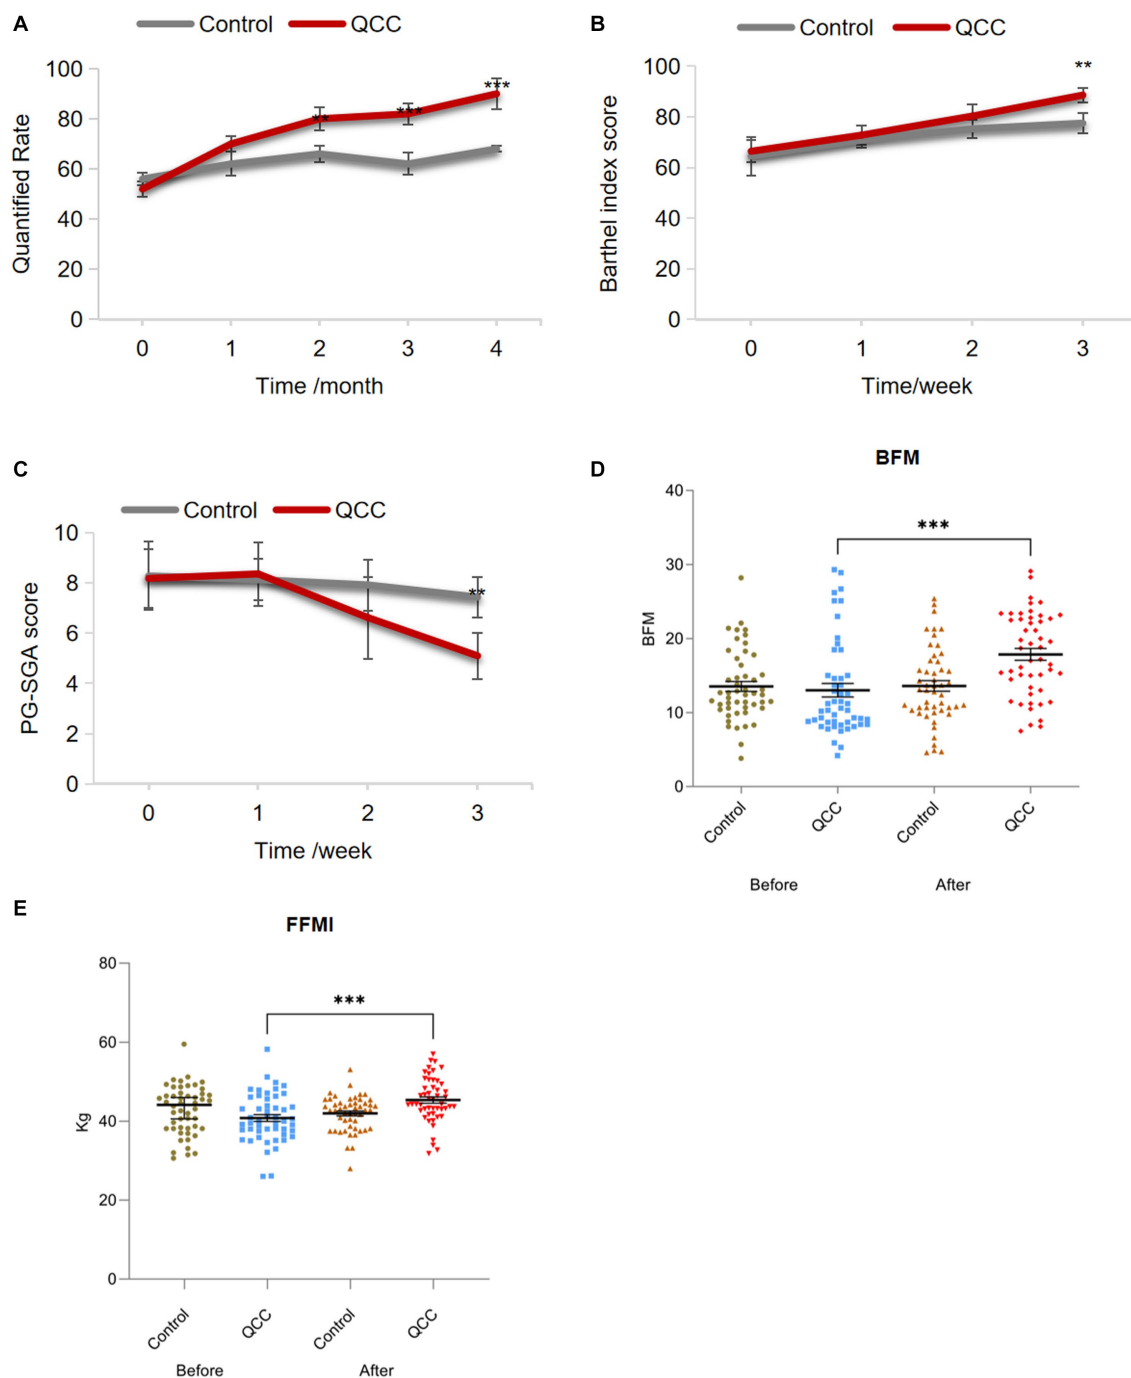 A
Control QCC
100
80
60
40
20
0
Quantified Rate
** *** ***
0 1 2 3 4
Time /month
B
Control QCC
100
80
60
40
20
0
Barthel index score
**
0 1 2 3
Time/week
C
Control QCC
10
8
6
4
2
0
PG-SGA score
**
0 1 2 3
Time /week
D
BFM
40
30
20
10
0
BFM
***
Control QCC Control QCC
Before After
E
FFMI
80
60
40
20
0
Kg
***
Control QCC Control QCC
Before After